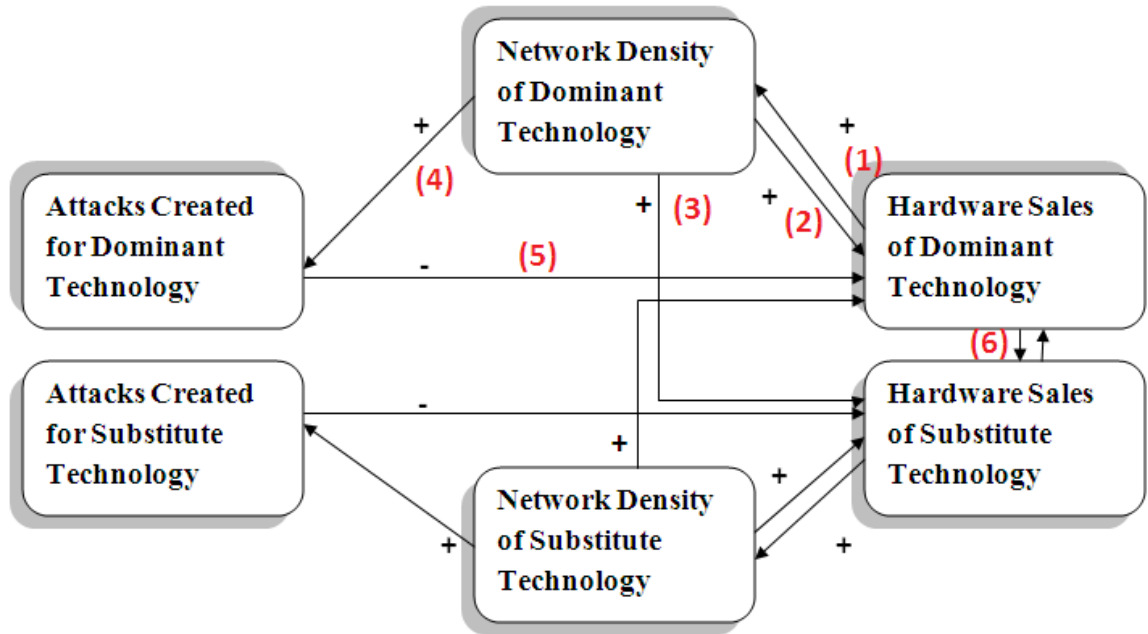 Network Density
of Dominant
Technology
+
(4)
+
(1)
+
(3)
+
(2)
Attacks Created
for Dominant
Technology
-
(5)
Hardware Sales
of Dominant
Technology
(6)
Attacks Created
for Substitute
Technology
-
Hardware Sales
of Substitute
Technology
+
+
Network Density
of Substitute
Technology
+
+